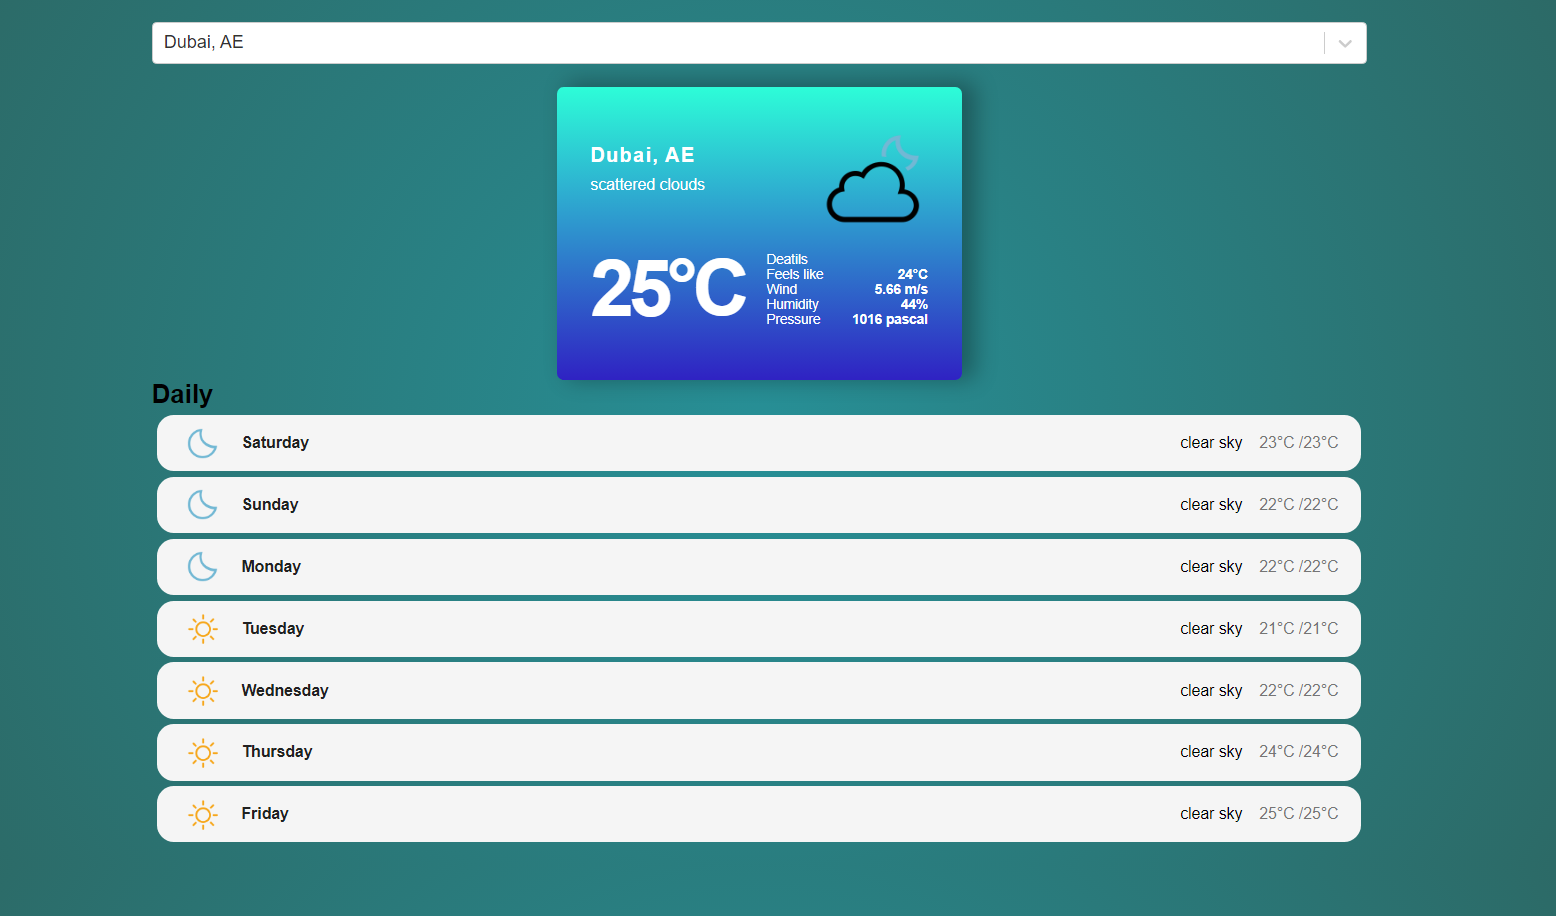 Dubai, AE
Dubai, AE
scattered clouds
25°C
Deatils
Feels like 24°C
Wind 5.66 m/s
Humidity 44%
Pressure 1016 pascal
Daily
Saturday clear sky 23°C /23°C
Sunday clear sky 22°C /22°C
Monday clear sky 22°C /22°C
Tuesday clear sky 21°C /21°C
Wednesday clear sky 22°C /22°C
Thursday clear sky 24°C /24°C
Friday clear sky 25°C /25°C